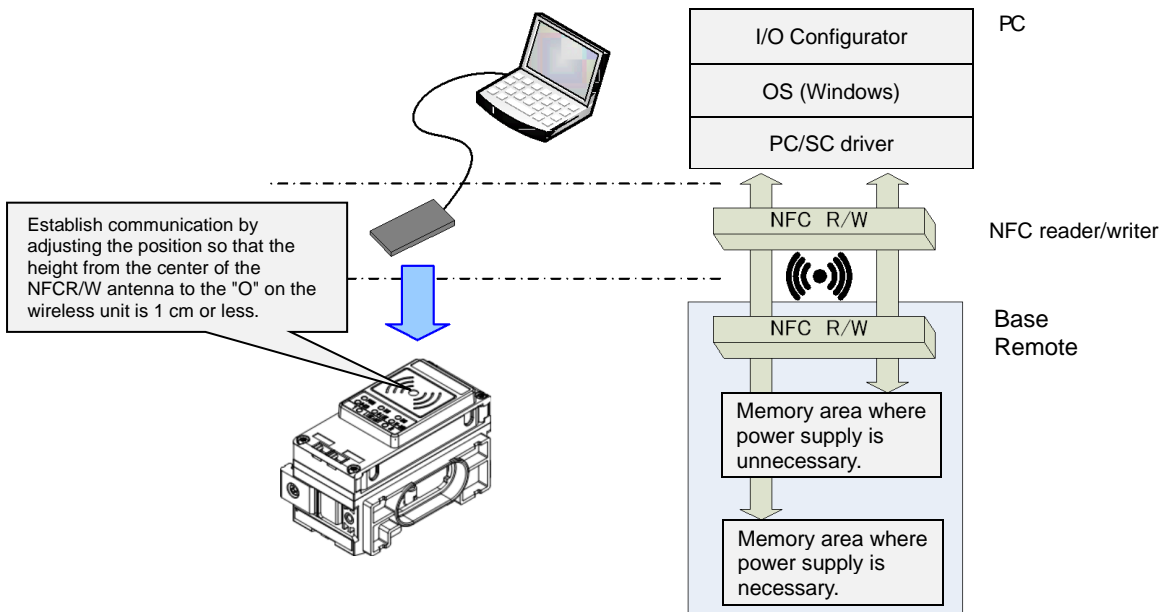 I/O Configurator
PC
OS (Windows)
PC/SC driver
Establish communication by
adjusting the position so that the
height from the center of the
NFCR/W antenna to the "O" on the
wireless unit is 1 cm or less.
NFC R/W
NFC reader/writer
NFC R/W
Base
Remote
Memory area where
power supply is
unnecessary.
Memory area where
power supply is
necessary.